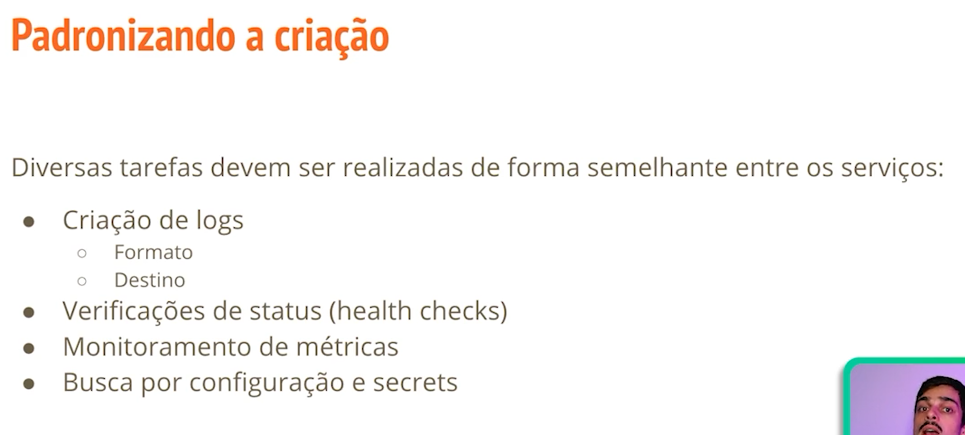 Padronizando a criação
Diversas tarefas devem ser realizadas de forma semelhante entre os serviços:
● Criação de logs
○ Formato
○ Destino
● Verificações de status (health checks)
● Monitoramento de métricas
● Busca por configuração e secrets